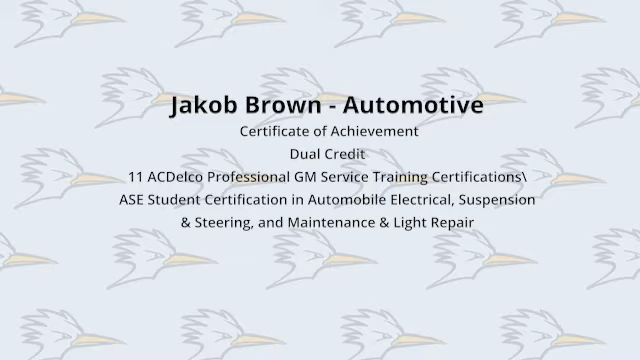 Jakob Brown - Automotive
Certificate of Achievement
Dual Credit
11 ACDelco Professional GM Service Training Certifications\
ASE Student Certification in Automobile Electrical, Suspension
& Steering, and Maintenance & Light Repair